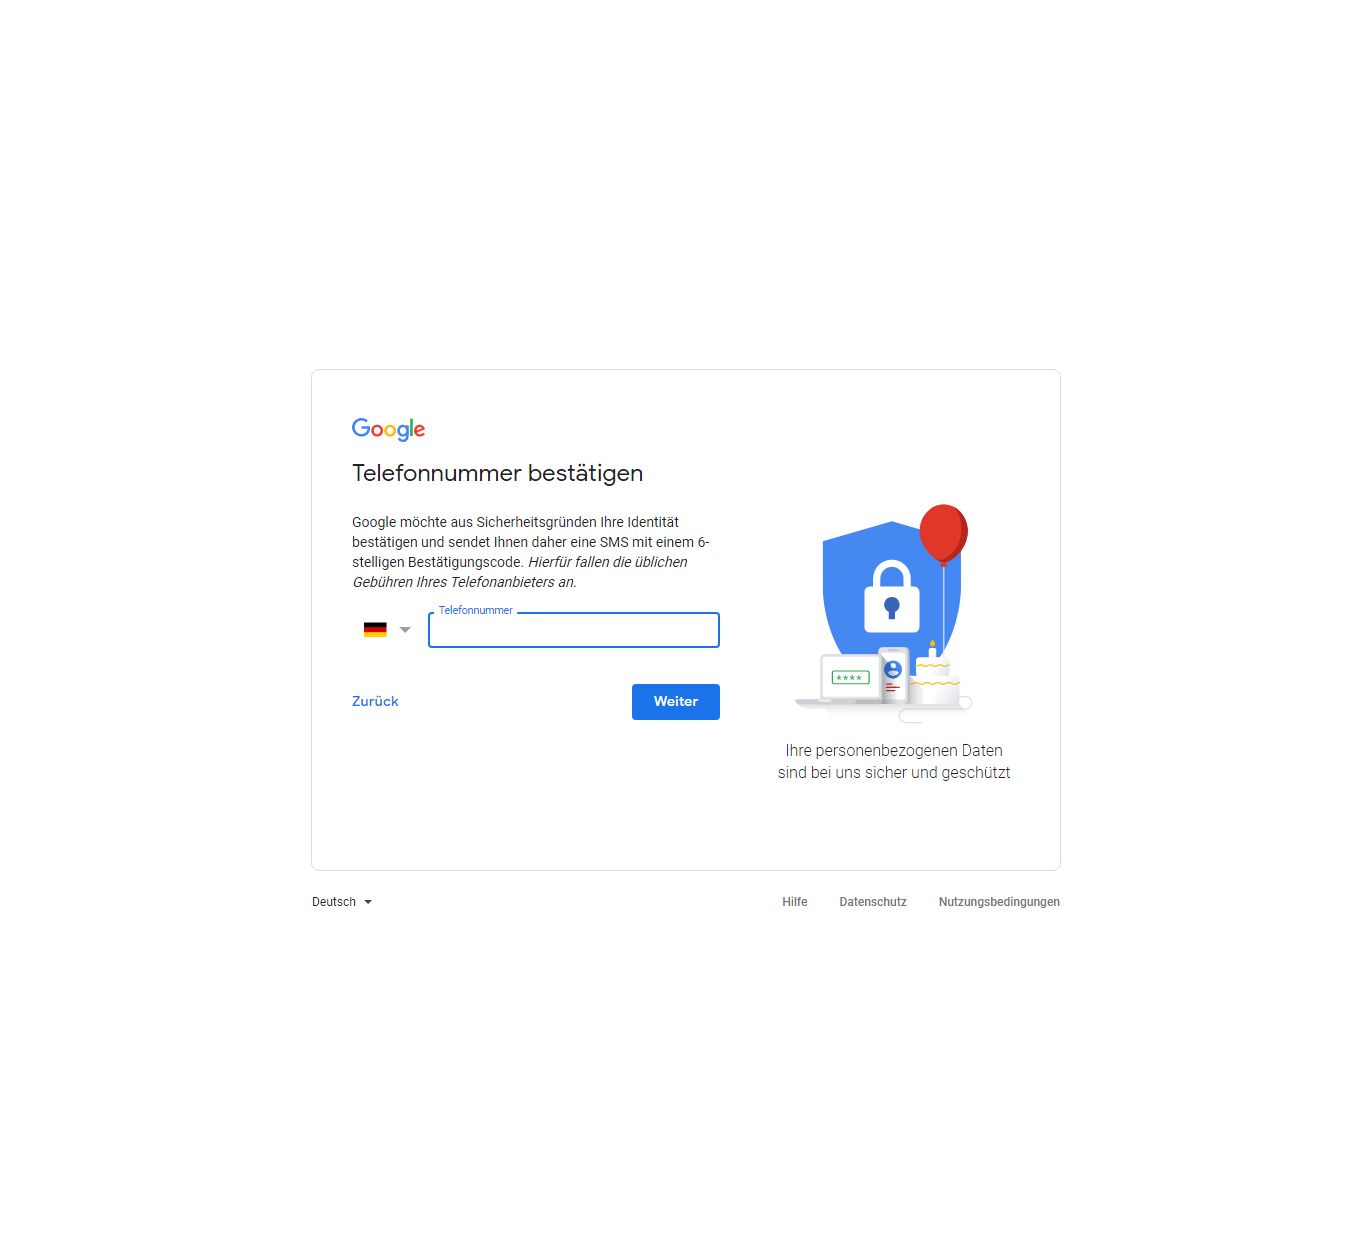 Google
Telefonnummer bestätigen
Google möchte aus Sicherheitsgründen Ihre Identität
bestätigen und sendet Ihnen daher eine SMS mit einem 6-
stelligen Bestätigungscode. Hierfür fallen die üblichen
Gebühren Ihres Telefonanbieters an.
Telefonnummer
Zurück
Weiter
****
Ihre personenbezogenen Daten
sind bei uns sicher und geschützt
Deutsch
Hilfe
Datenschutz
Nutzungsbedingungen